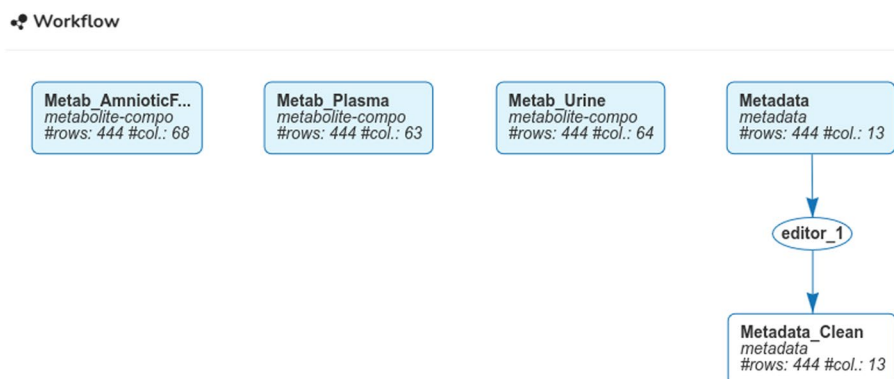 Workflow
Metab_AmnioticF...
metabolite-compo
#rows: 444 #col.: 68
Metab_Plasma
metabolite-compo
#rows: 444 #col.: 63
Metab_Urine
metabolite-compo
#rows: 444 #col.: 64
Metadata
metadata
#rows: 444 #col.: 13
editor_1
Metadata_Clean
metadata
#rows: 444 #col.: 13